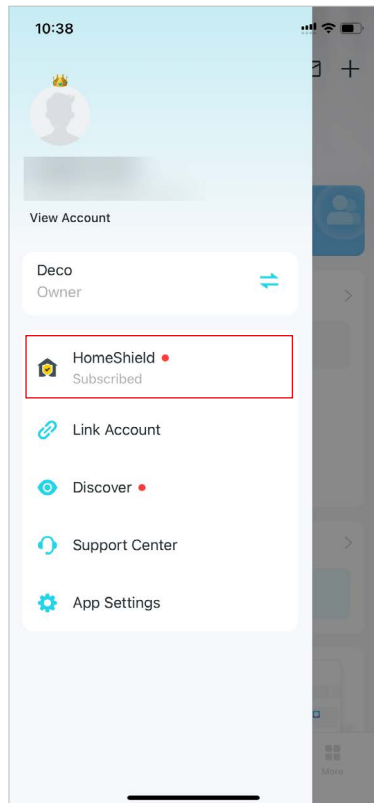 10:38
View Account
Deco
Owner
HomeShield
Subscribed
Link Account
Discover
Support Center
App Settings
More